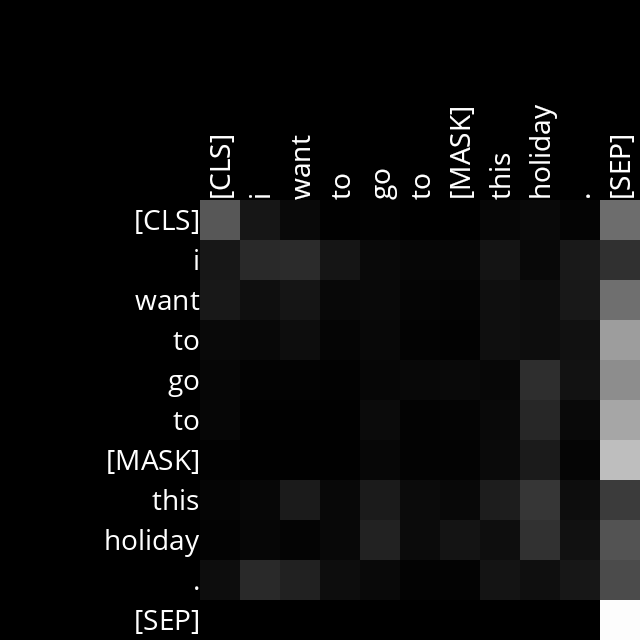 [CLS] i want to go to [MASK] this holiday . [SEP]
[CLS]
i
want
to
go
to
[MASK]
this
holiday
.
[SEP]